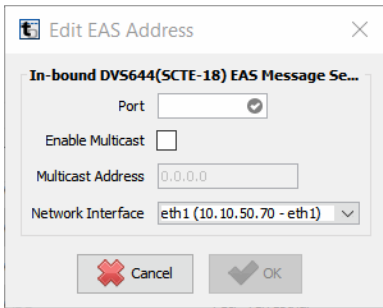 Edit EAS Address
In-bound DVS644(SCTE-18) EAS Message Se...
Port
Enable Multicast
Multicast Address 0.0.0.0
Network Interface eth1 (10.10.50.70 - eth1)
Cancel OK